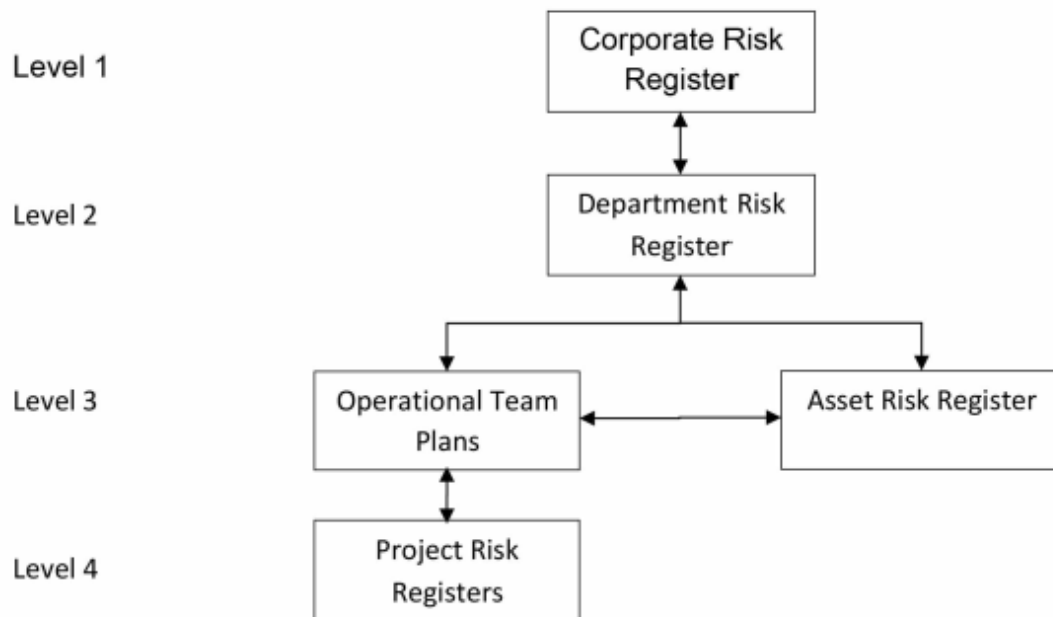 Level 1
Corporate Risk
Register
Level 2
Department Risk
Register
Level 3
Operational Team
Plans
Asset Risk Register
Level 4
Project Risk
Registers